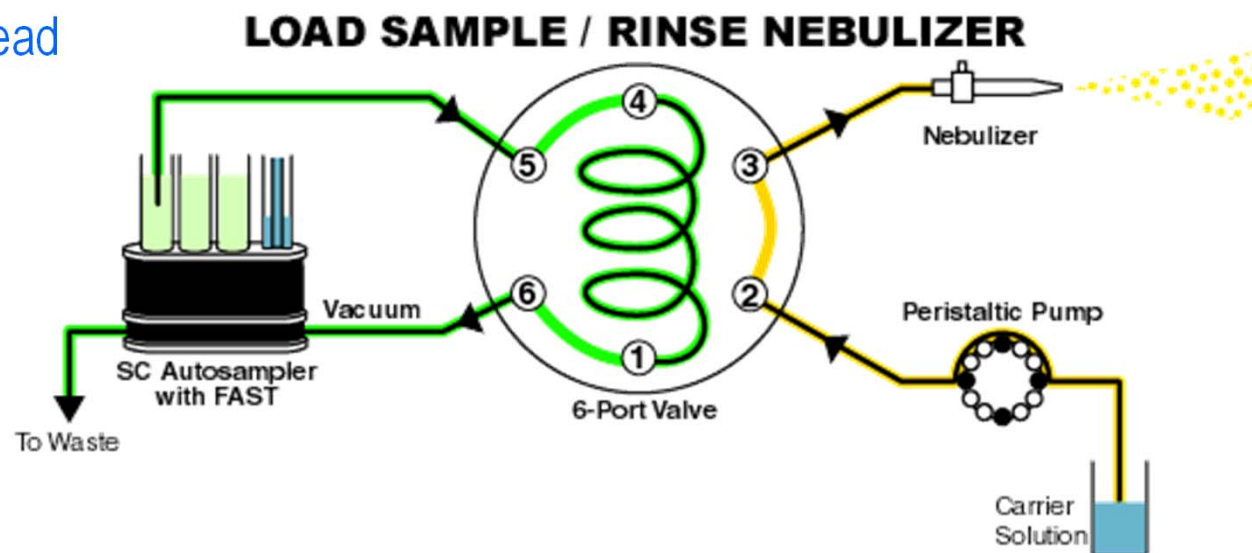 ead
LOAD SAMPLE / RINSE NEBULIZER
4
5
3
Nebulizer
6
2
Vacuum
Peristaltic Pump
1
SC Autosampler
with FAST
6-Port Valve
To Waste
Carrier
Solution